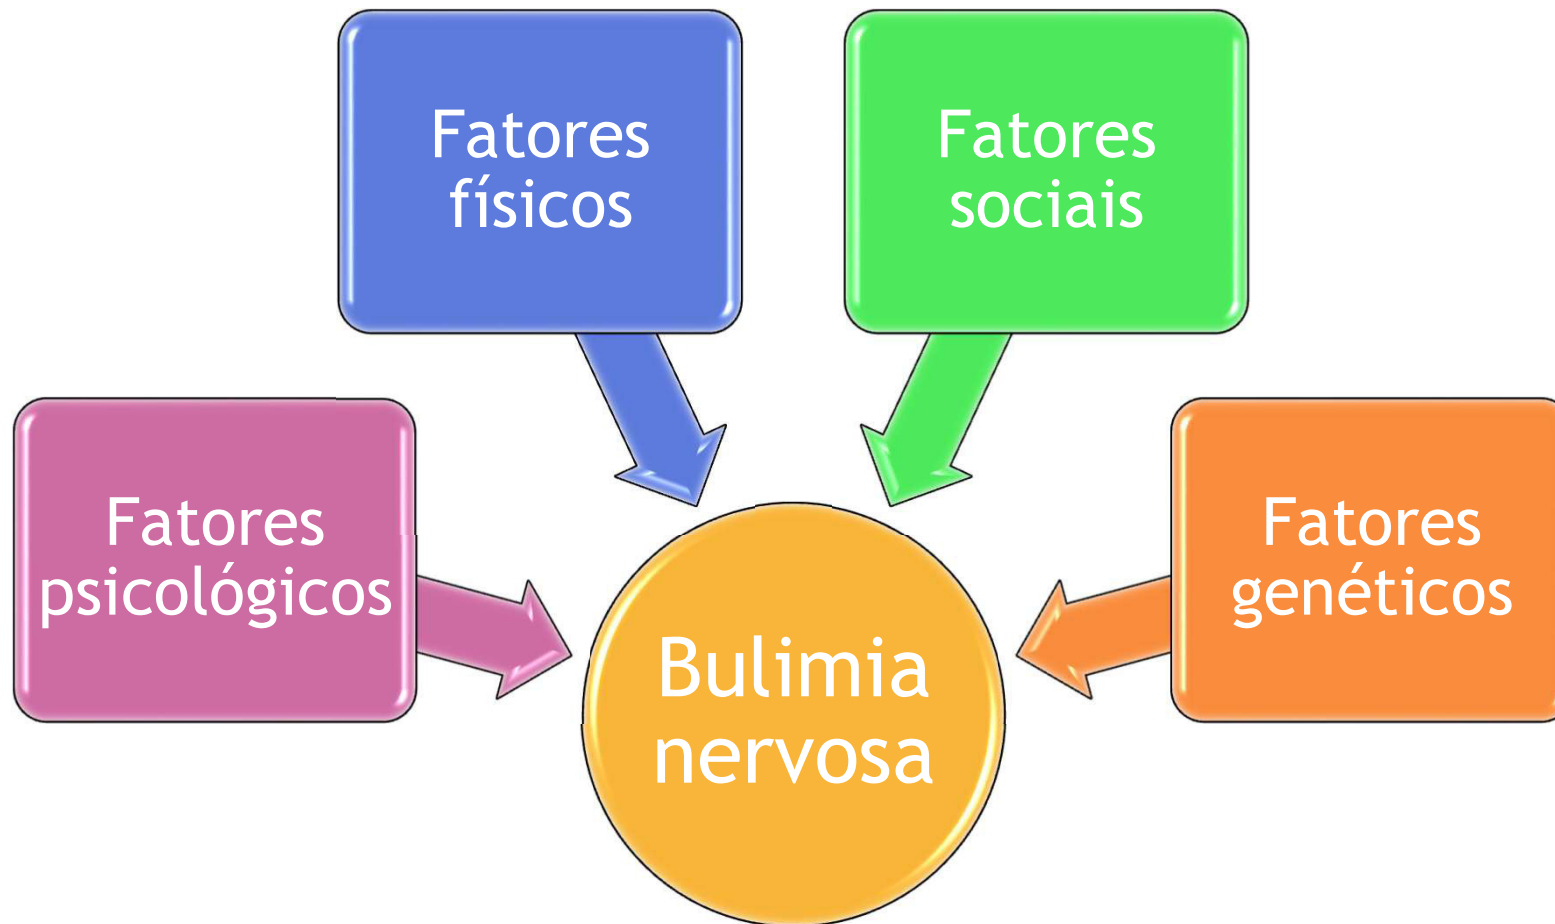 Fatores
físicos
Fatores
sociais
Fatores
psicológicos
Fatores
genéticos
Bulimia
nervosa